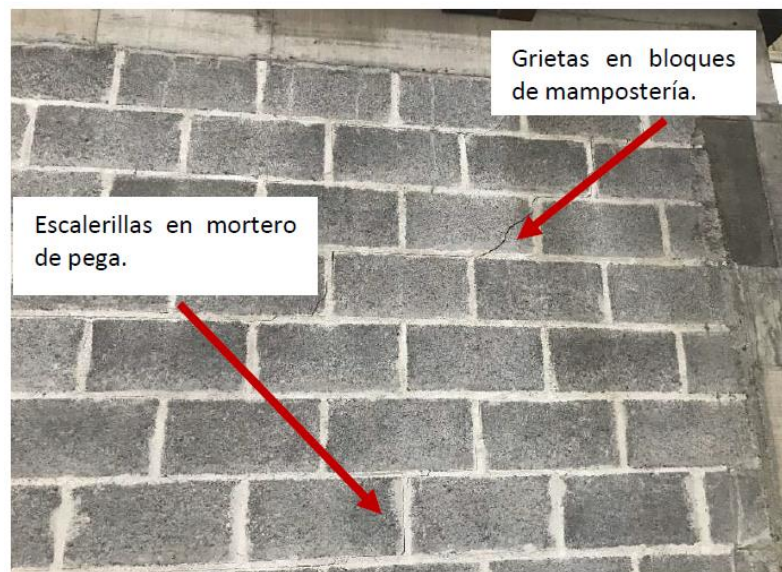 Grietas en bloques
de mampostería.
Escalerillas en mortero
de pega.